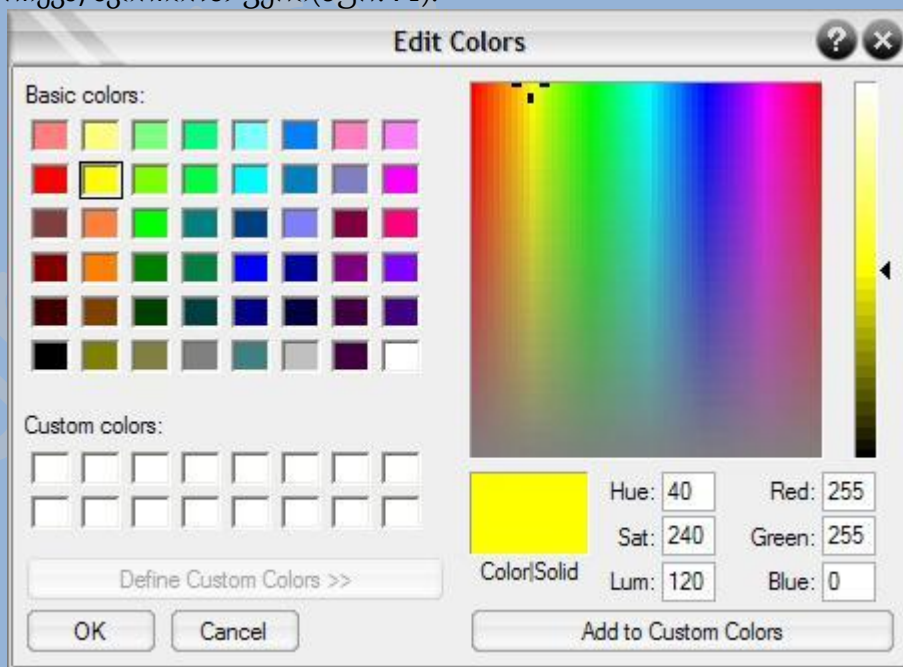 Edit Colors
Basic colors:
Custom colors:
Define Custom Colors >>
OK
Cancel
Color|Solid
Hue: 40
Sat: 240
Lum: 120
Red: 255
Green: 255
Blue: 0
Add to Custom Colors